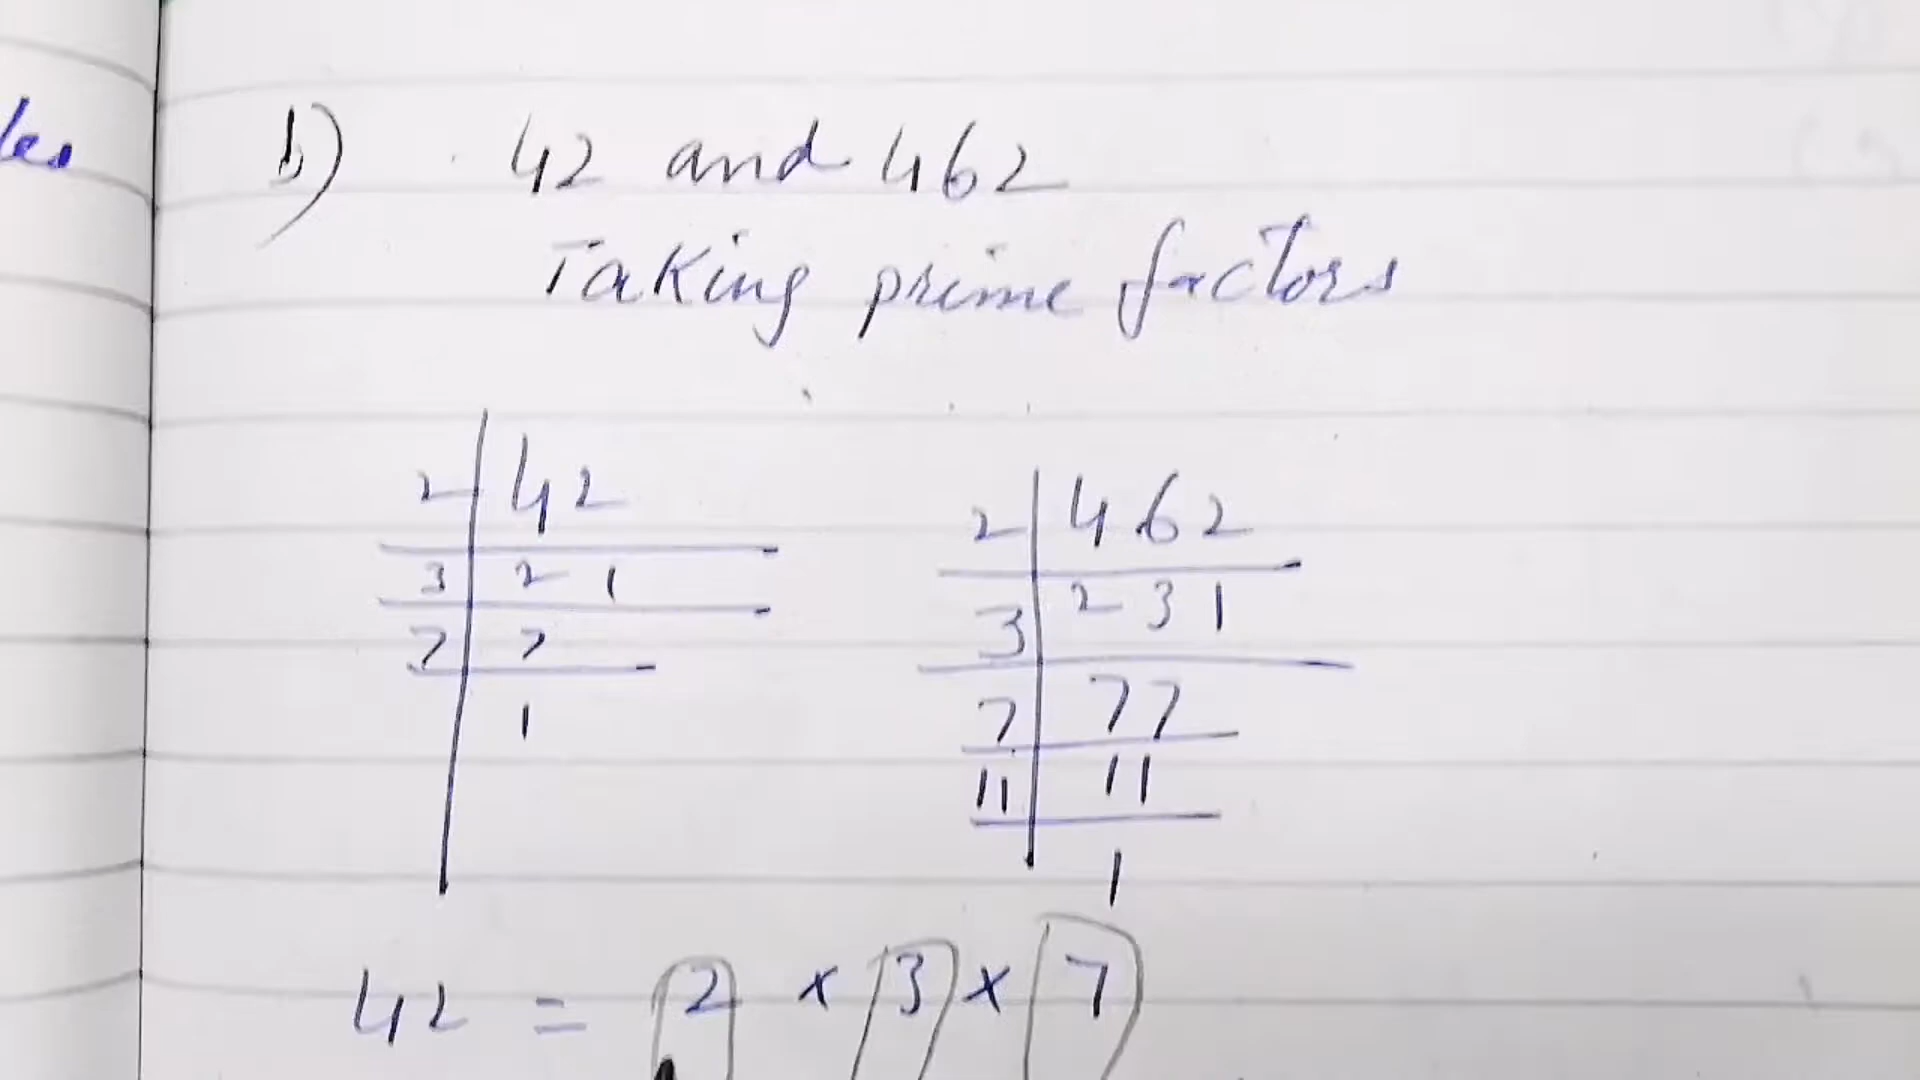 b) 42 and 462
Taking prime factors
2 | 42
3 | 21
7 | 7
1
2 | 462
3 | 231
7 | 77
11 | 11
1
42 = 2 × 3 × 7